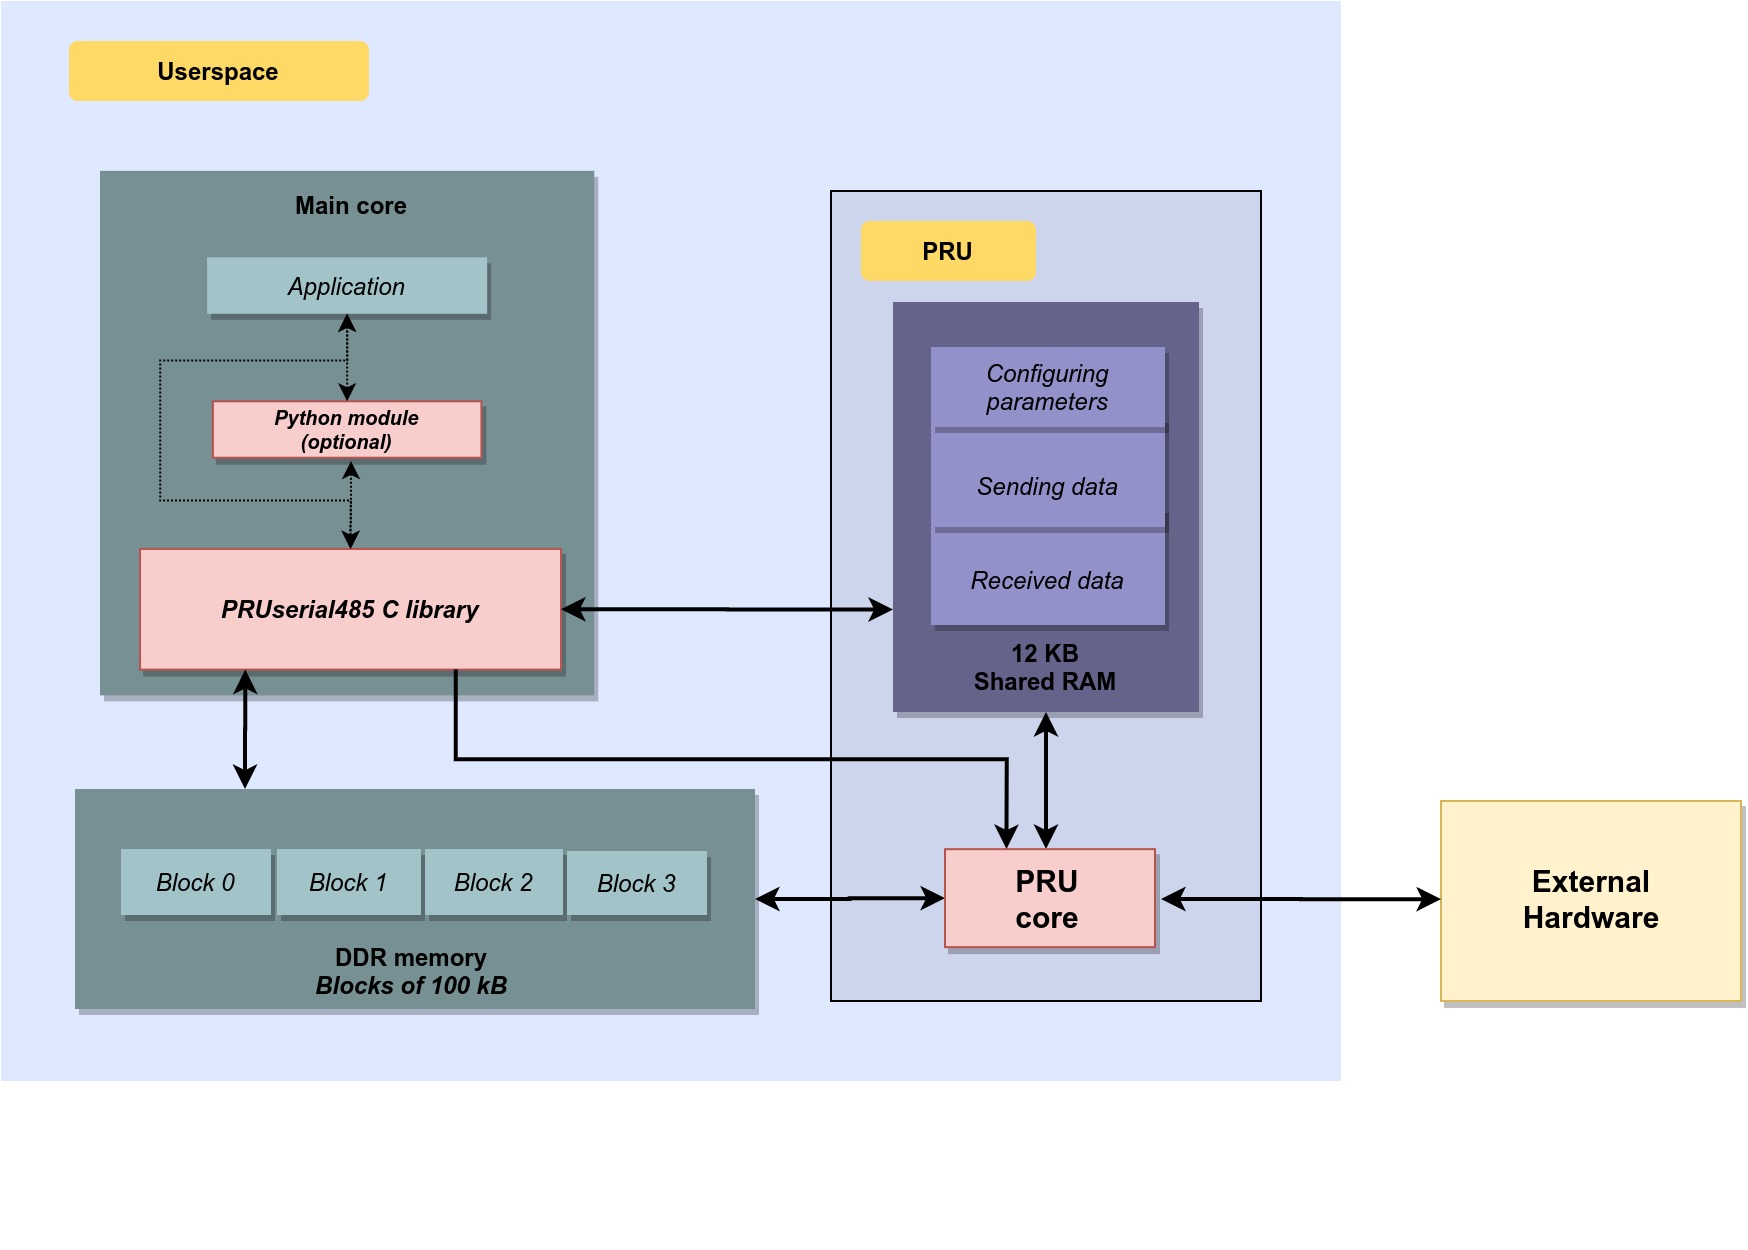 Userspace
Main core
Application
Python module
(optional)
PRUserial485 C library
PRU
Configuring
parameters
Sending data
Received data
12 KB
Shared RAM
Block 0
Block 1
Block 2
Block 3
DDR memory
Blocks of 100 kB
PRU
core
External
Hardware